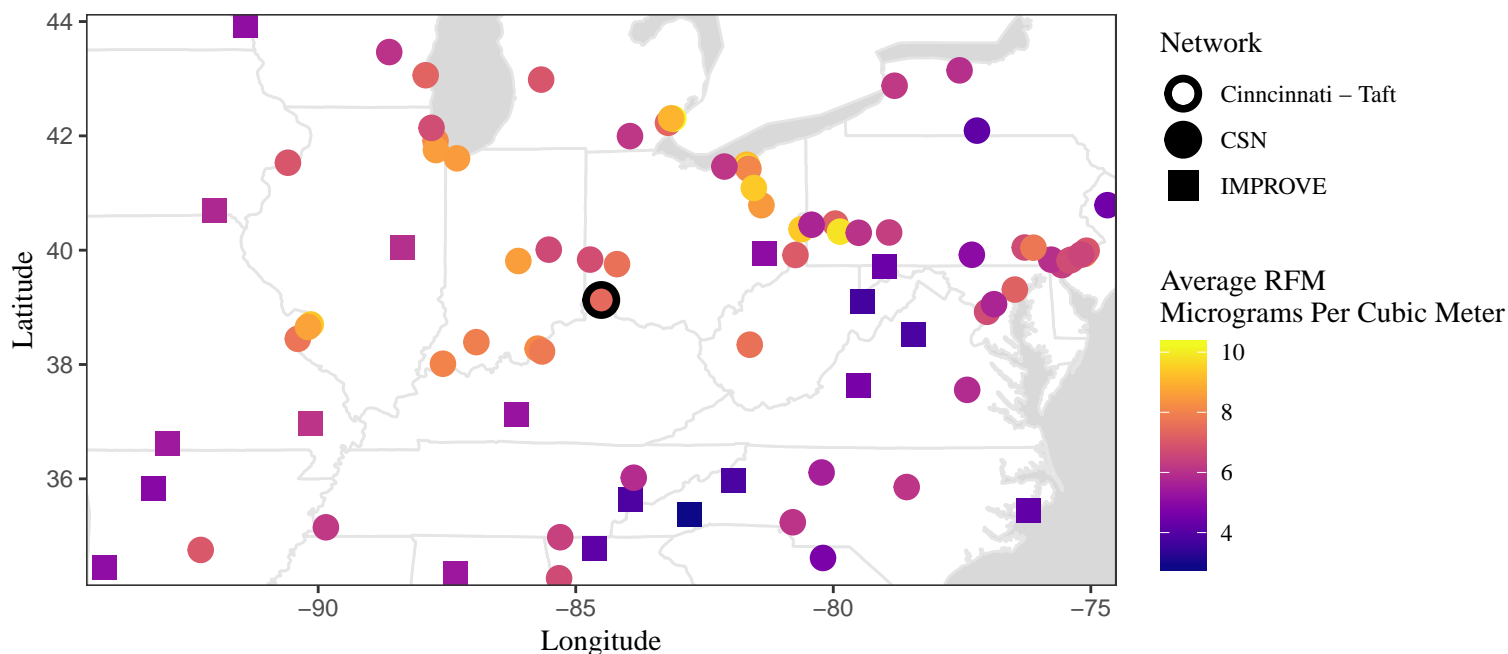 44
42
40
38
36
Latitude
−90
−85
−80
−75
Longitude
Network
Cinncinnati − Taft
CSN
IMPROVE
Average RFM
Micrograms Per Cubic Meter
10
8
6
4